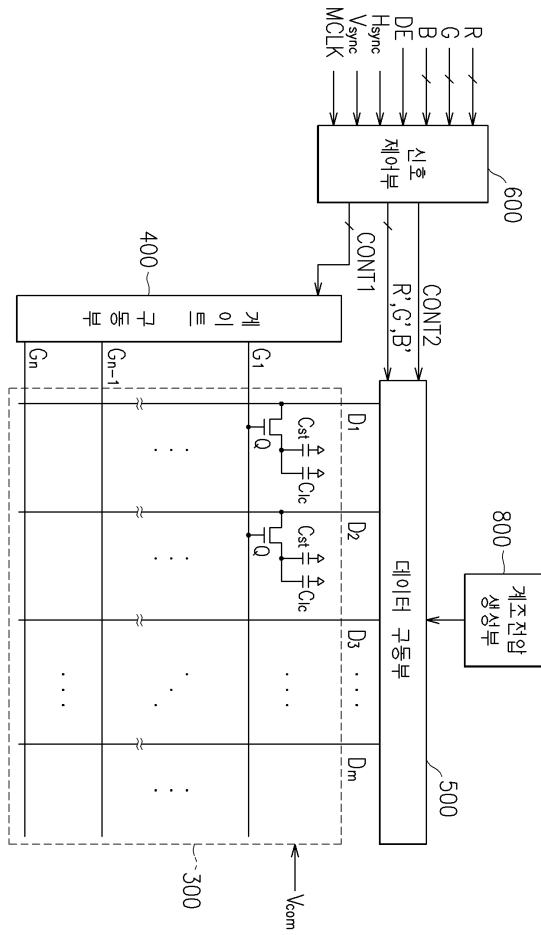 R
G
B
DE
Hsync
Vsync
MCLK
신호
제어부
600
CONT1
CONT2
R',G',B'
400
게이트 구동부
G1
Gn-1
Gn
800
계조전압
생성부
데이터 구동부
500
D1
D2
D3
Dm
Q
Cst
Clc
Q
Cst
Clc
300
Vcom